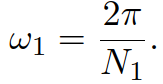 ω₁ = 2π / N₁.